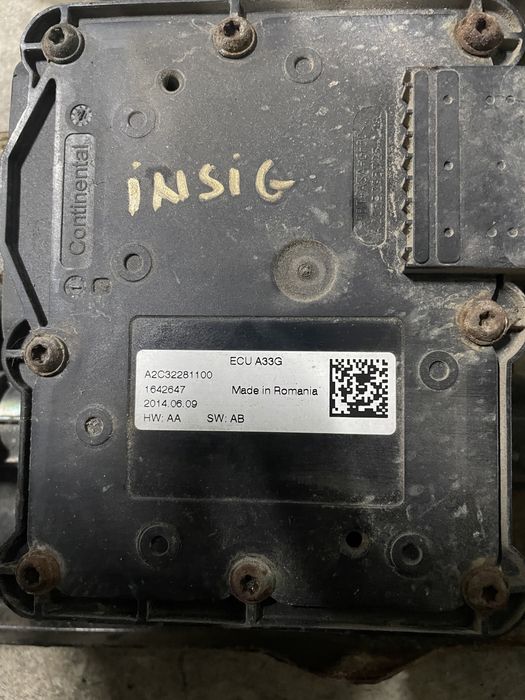 Continental
INSIG
ECU A33G
A2C32281100
1642647 Made in Romania
2014.06.09
HW: AA SW: AB